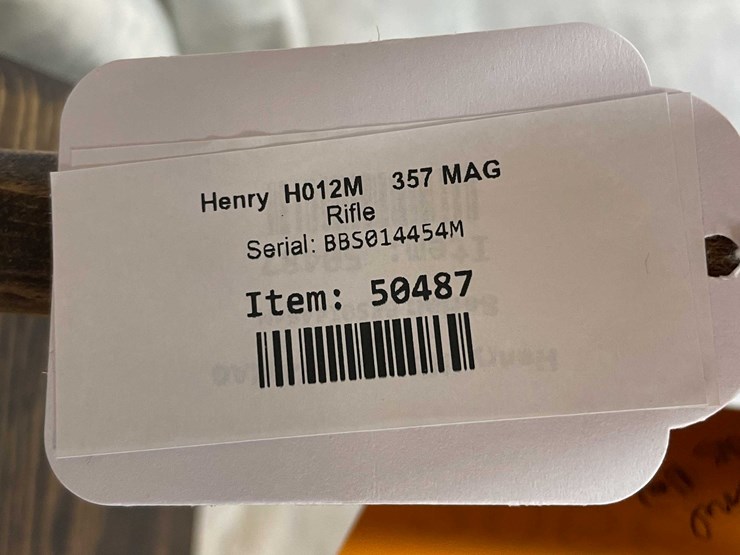 Henry H012M 357 MAG
Rifle
Serial: BBS014454M
Item: 50487